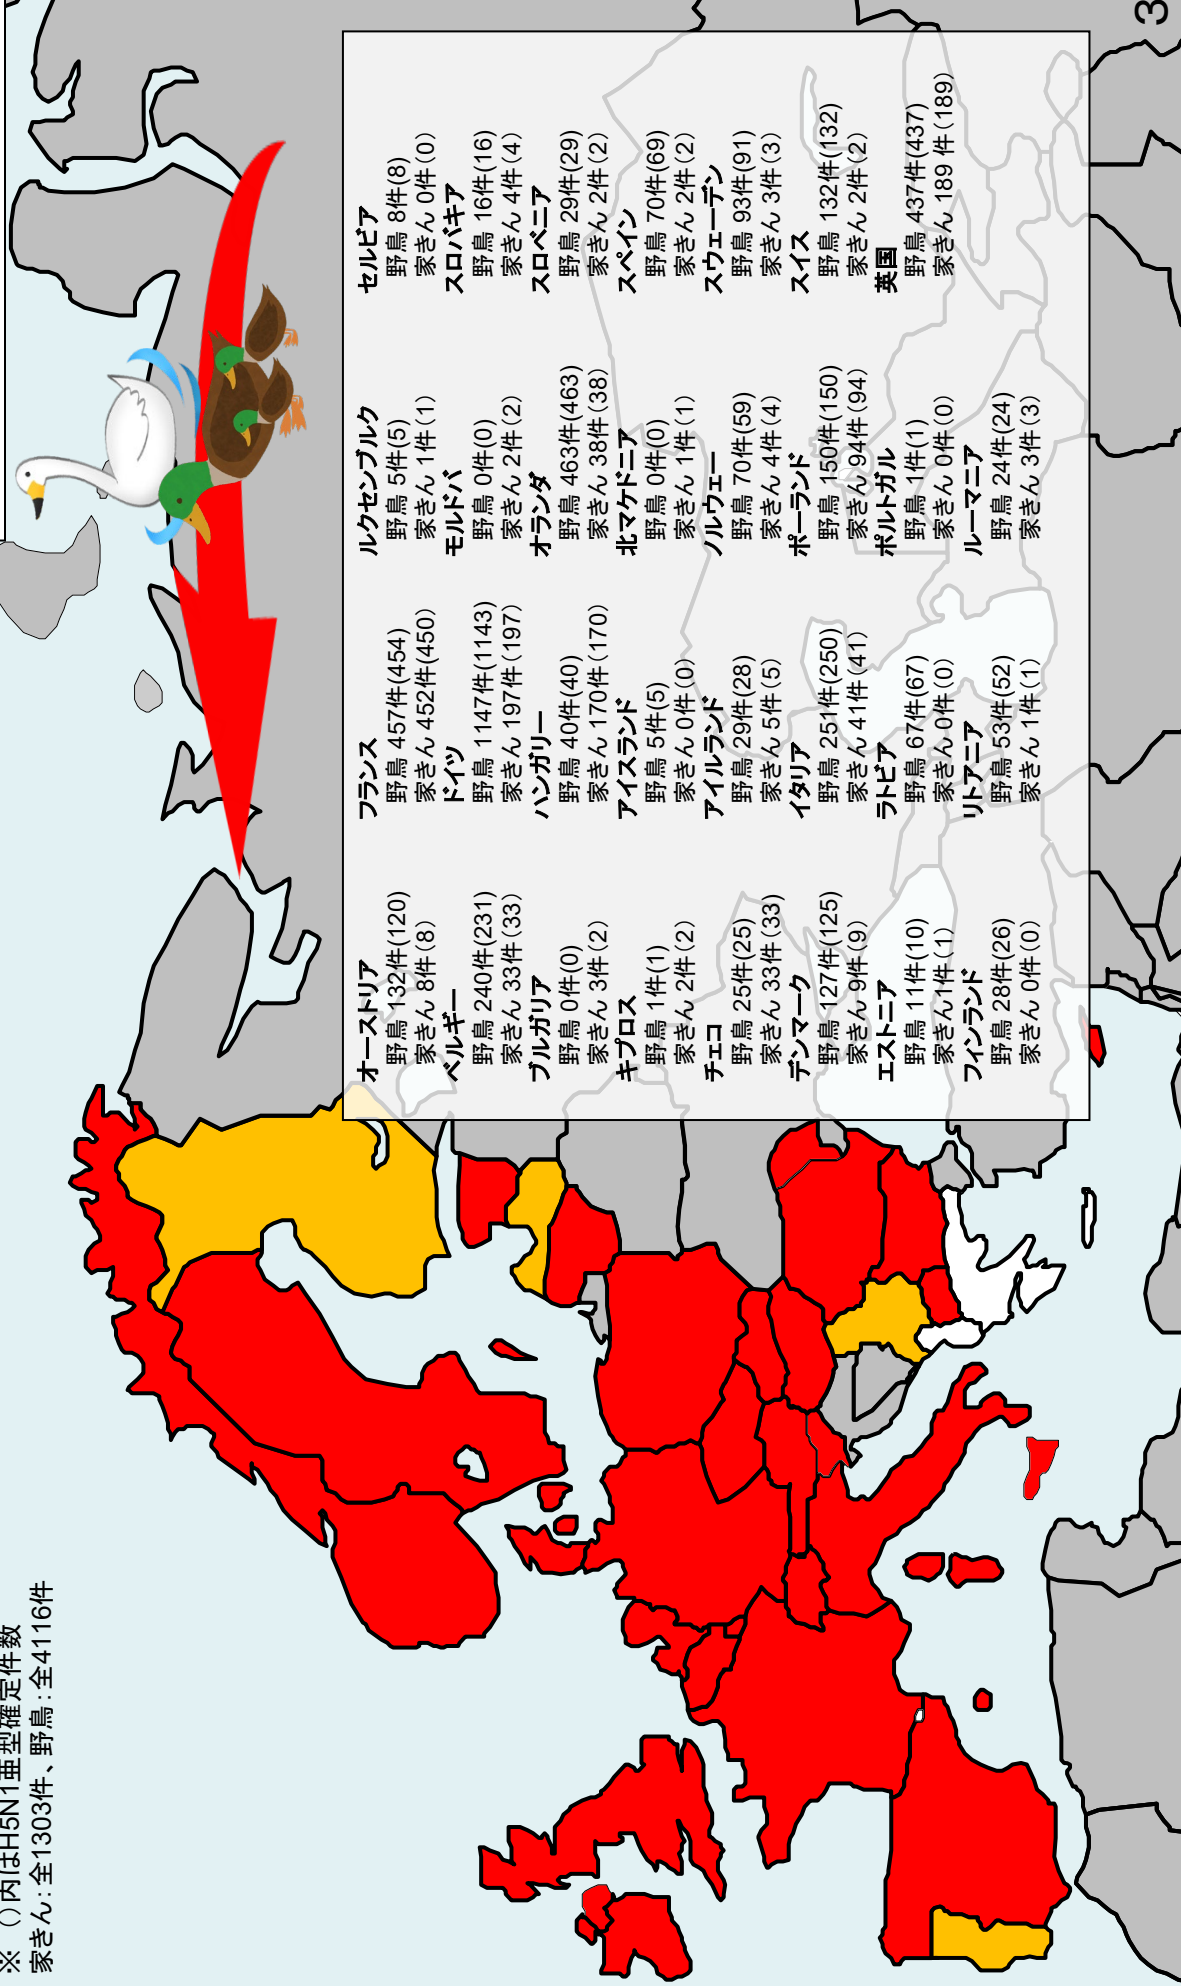 ※ ()内はH5N1亜型確定件数
家きん：全1303件、野鳥：全4116件
オーストリア
野鳥 132件(120)
家きん 8件（8）
ベルギー
野鳥 240件(231)
家きん 33件（33）
ブルガリア
野鳥 0件(0)
家きん 3件（2）
キプロス
野鳥 1件(1)
家きん 2件（2）
チェコ
野鳥 25件(25)
家きん 33件（33）
デンマーク
野鳥 127件(125)
家きん 9件（9）
エストニア
野鳥 11件(10)
家きん1件（1）
フィンランド
野鳥 28件(26)
家きん 0件（0）
フランス
野鳥 457件(454)
家きん 452件(450)
ドイツ
野鳥 1147件(1143)
家きん 197件（197）
ハンガリー
野鳥 40件(40)
家きん 170件（170）
アイスランド
野鳥 5件(5)
家きん 0件（0）
アイルランド
野鳥 29件(28)
家きん 5件（5）
イタリア
野鳥 251件(250)
家きん 41件（41）
ラトビア
野鳥 67件(67)
家きん 0件（0）
リトアニア
野鳥 53件(52)
家きん 1件（1）
ルクセンブルク
野鳥 5件(5)
家きん 1件（1）
モルドバ
野鳥 0件(0)
家きん 2件（2）
オランダ
野鳥 463件(463)
家きん 38件（38）
北マケドニア
野鳥 0件(0)
家きん 1件（1）
ノルウェー
野鳥 70件(59)
家きん 4件（4）
ポーランド
野鳥 150件(150)
家きん 94件（94）
ポルトガル
野鳥 1件(1)
家きん 0件（0）
ルーマニア
野鳥 24件(24)
家きん 3件（3）
セルビア
野鳥 8件(8)
家きん 0件（0）
スロバキア
野鳥 16件(16)
家きん 4件（4）
スロベニア
野鳥 29件(29)
家きん 2件（2）
スペイン
野鳥 70件(69)
家きん 2件（2）
スウェーデン
野鳥 93件(91)
家きん 3件（3）
スイス
野鳥 132件(132)
家きん 2件（2）
英国
野鳥 437件(437)
家きん 189 件（189）
3